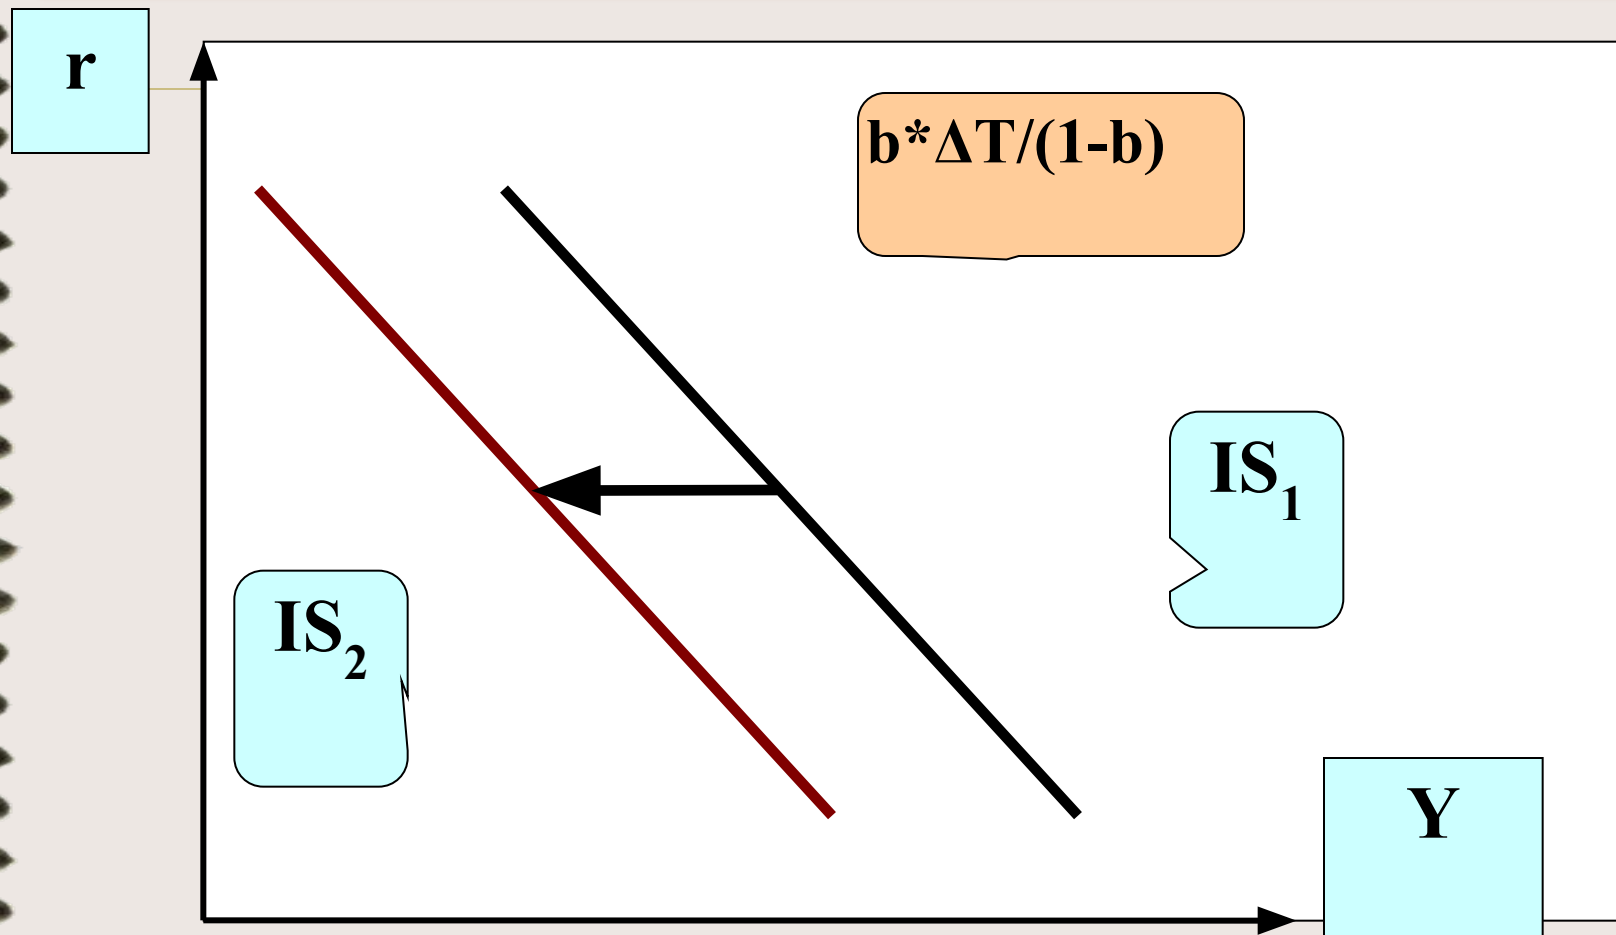 r
b*ΔT/(1-b)
IS₁
IS₂
Y